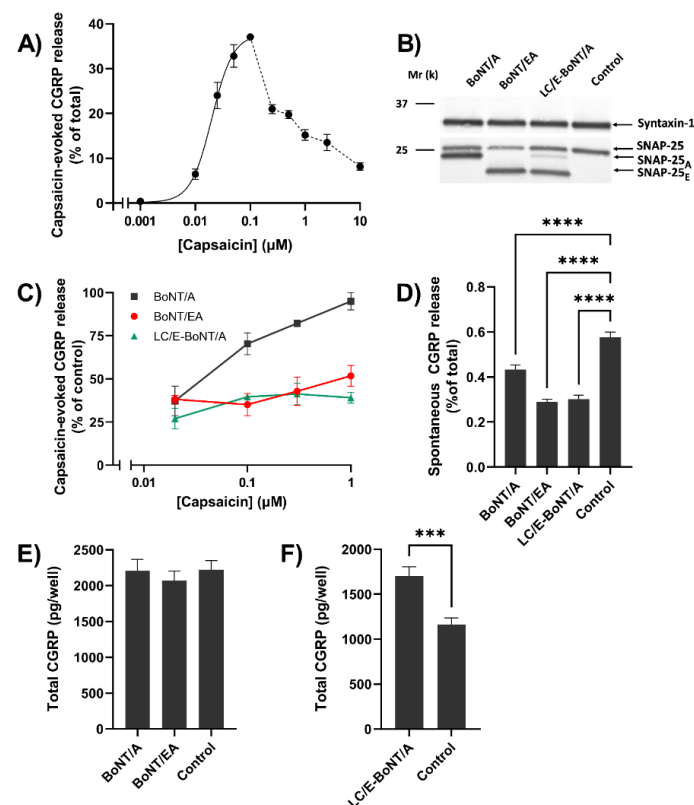 A)
Capsaicin-evoked CGRP release
(% of total)
40
30
20
10
0
0.001
0.01
0.1
1
10
[Capsaicin] (µM)
B)
BoNT/A
BoNT/EA
LC/E-BoNT/A
Control
Mr (k)
37
25
Syntaxin-1
SNAP-25
SNAP-25A
SNAP-25E
C)
Capsaicin-evoked CGRP release
(% of control)
100
75
50
25
0
BoNT/A
BoNT/EA
LC/E-BoNT/A
0.01
0.1
1
[Capsaicin] (µM)
D)
Spontaneous CGRP release
(%of total)
0.8
0.6
0.4
0.2
0.0
****
****
****
BoNT/A
BoNT/EA
LC/E-BoNT/A
Control
E)
Total CGRP (pg/well)
2500
2000
1500
1000
500
0
BoNT/A
BoNT/EA
Control
F)
Total CGRP (pg/well)
2000
1500
1000
500
0
***
LC/E-BoNT/A
Control